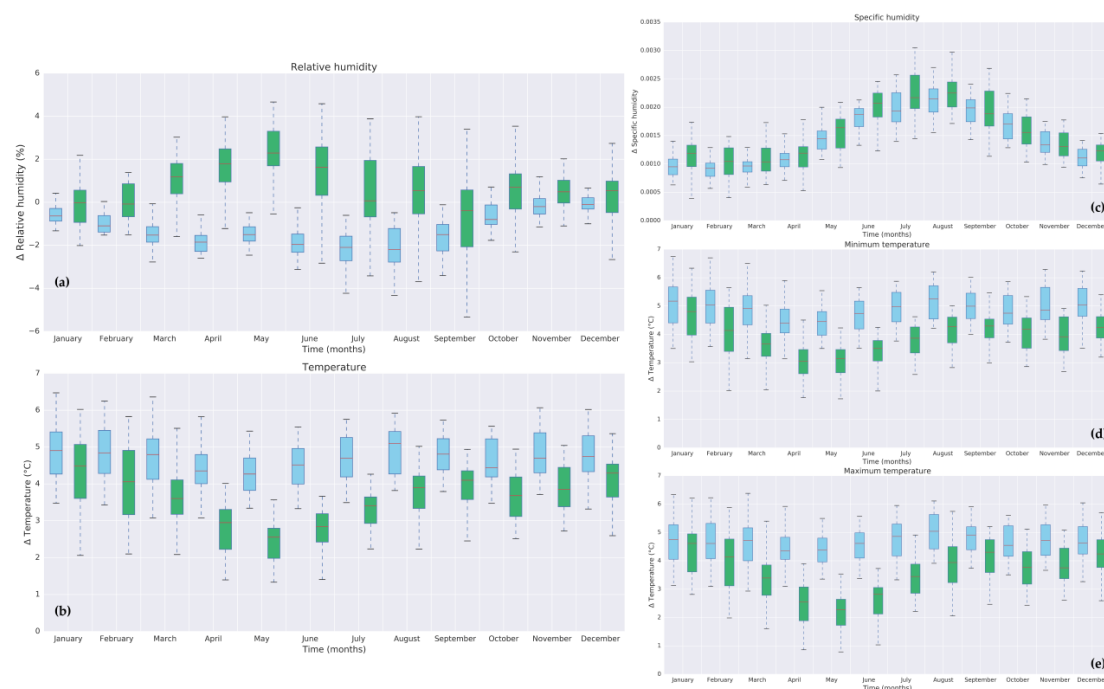 Relative humidity
Δ Relative humidity (%)
6
4
2
0
−2
−4
−6
(a)
January February March April May June July August September October November December
Time (months)
Temperature
Δ Temperature (°C)
7
6
5
4
3
2
1
0
(b)
January February March April May June July August September October November December
Time (months)
Specific humidity
Δ Specific humidity
0.0035
0.0030
0.0025
0.0020
0.0015
0.0010
0.0005
0.0000
(c)
January February March April May June July August September October November December
Time (months)
Minimum temperature
Δ Temperature (°C)
7
6
5
4
3
2
1
0
(d)
January February March April May June July August September October November December
Time (months)
Maximum temperature
Δ Temperature (°C)
7
6
5
4
3
2
1
0
(e)
January February March April May June July August September October November December